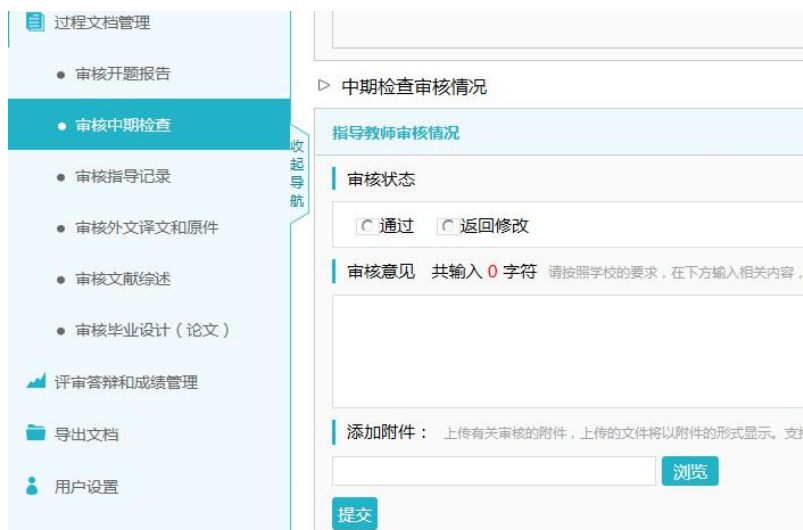 过程文档管理
审核开题报告
审核中期检查
审核指导记录
审核外文译文和原件
审核文献综述
审核毕业设计（论文）
评审答辩和成绩管理
导出文档
用户设置
收起导航
中期检查审核情况
指导教师审核情况
审核状态
通过 返回修改
审核意见 共输入 0 字符 请按照学校的要求，在下方输入相关内容，
添加附件： 上传有关审核的附件，上传的文件将以附件的形式显示。支
浏览
提交